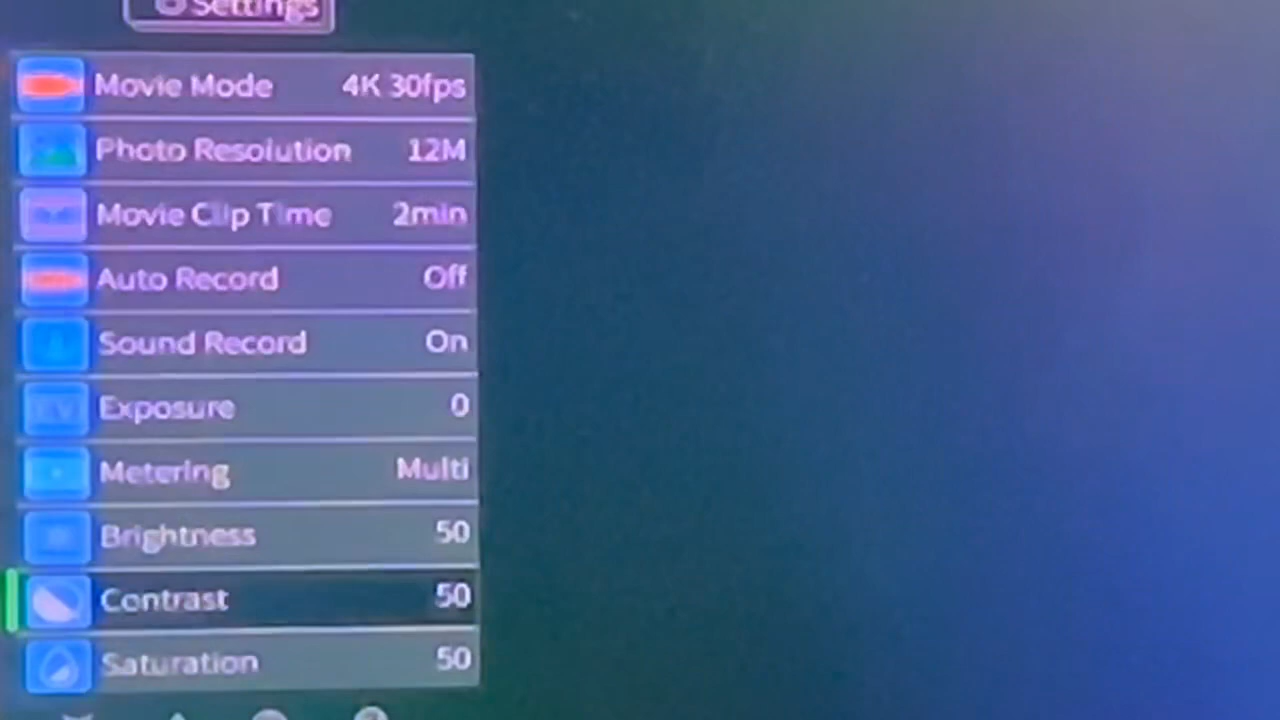 Settings
Movie Mode 4K 30fps
Photo Resolution 12M
Movie Clip Time 2min
Auto Record Off
Sound Record On
EV Exposure 0
Metering Multi
Brightness 50
Contrast 50
Saturation 50